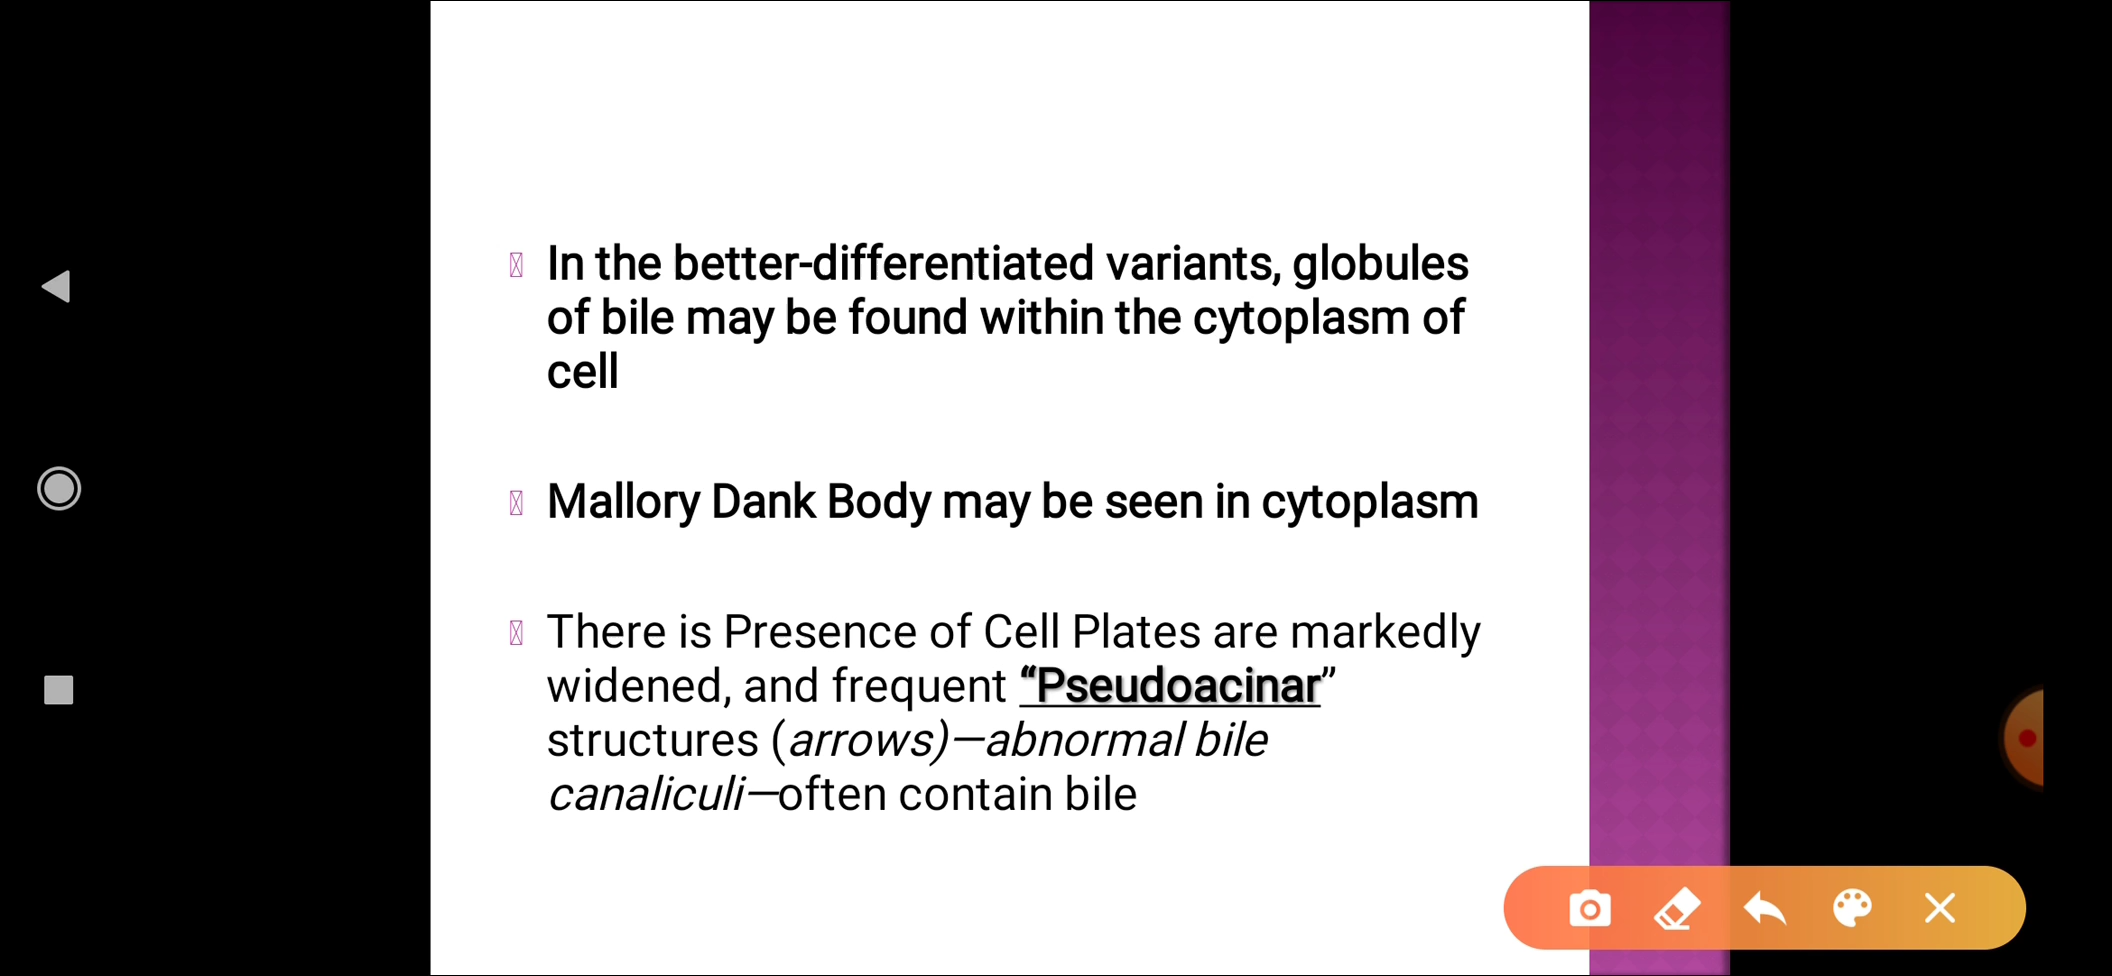 In the better-differentiated variants, globules
of bile may be found within the cytoplasm of
cell
Mallory Dank Body may be seen in cytoplasm
There is Presence of Cell Plates are markedly
widened, and frequent “Pseudoacinar”
structures (arrows)—abnormal bile
canaliculi—often contain bile